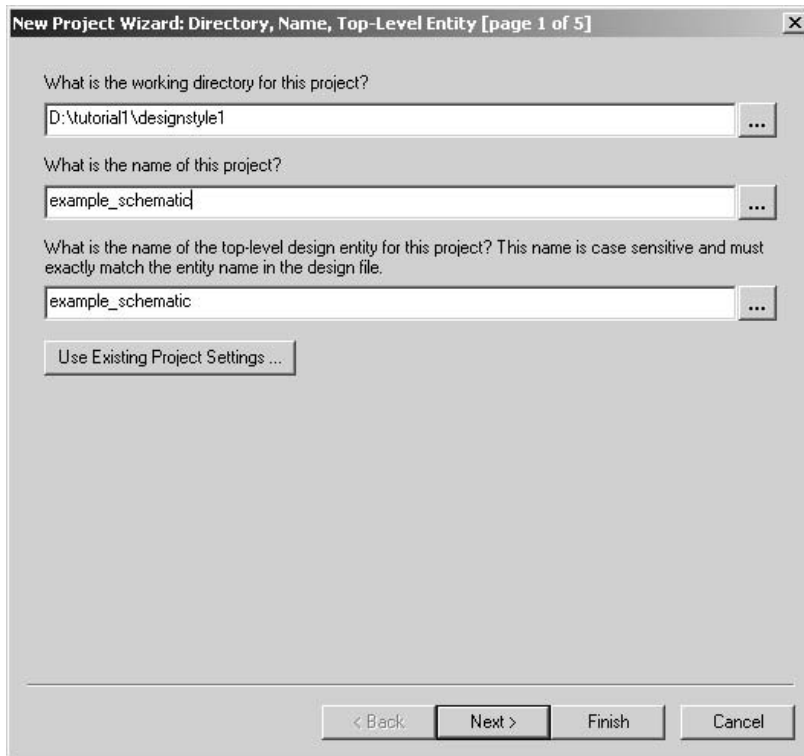 New Project Wizard: Directory, Name, Top-Level Entity [page 1 of 5]
What is the working directory for this project?
D:\tutorial1\designstyle1
...
What is the name of this project?
example_schematic
...
What is the name of the top-level design entity for this project? This name is case sensitive and must
exactly match the entity name in the design file.
example_schematic
...
Use Existing Project Settings ...
< Back
Next >
Finish
Cancel